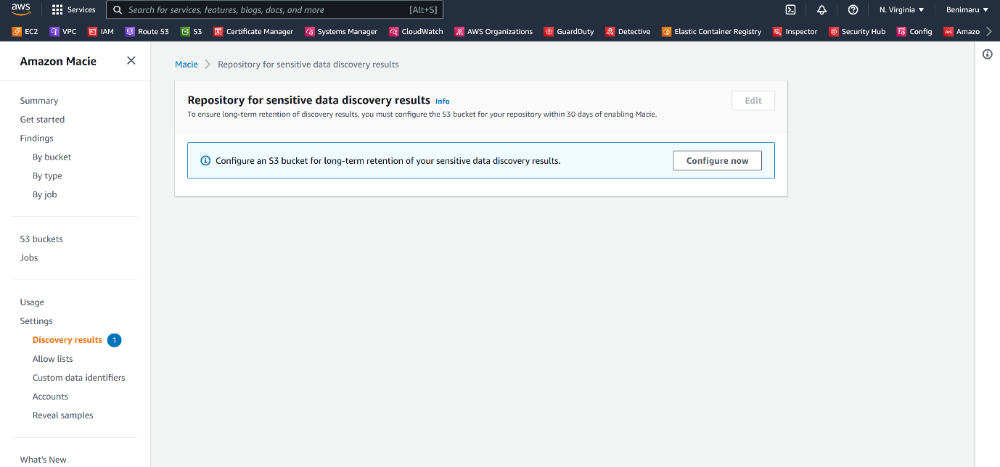 aws
Services
Search for services, features, blogs, docs, and more
[Alt+S]
N. Virginia
Benimaru
EC2
VPC
IAM
Route 53
S3
Certificate Manager
Systems Manager
CloudWatch
AWS Organizations
GuardDuty
Detective
Elastic Container Registry
Inspector
Security Hub
Config
Amazo
Amazon Macie
Summary
Get started
Findings
By bucket
By type
By job
S3 buckets
Jobs
Usage
Settings
Discovery results 1
Allow lists
Custom data identifiers
Accounts
Reveal samples
What's New
Macie
Repository for sensitive data discovery results
Repository for sensitive data discovery results Info
Edit
To ensure long-term retention of discovery results, you must configure the S3 bucket for your repository within 30 days of enabling Macie.
Configure an S3 bucket for long-term retention of your sensitive data discovery results.
Configure now